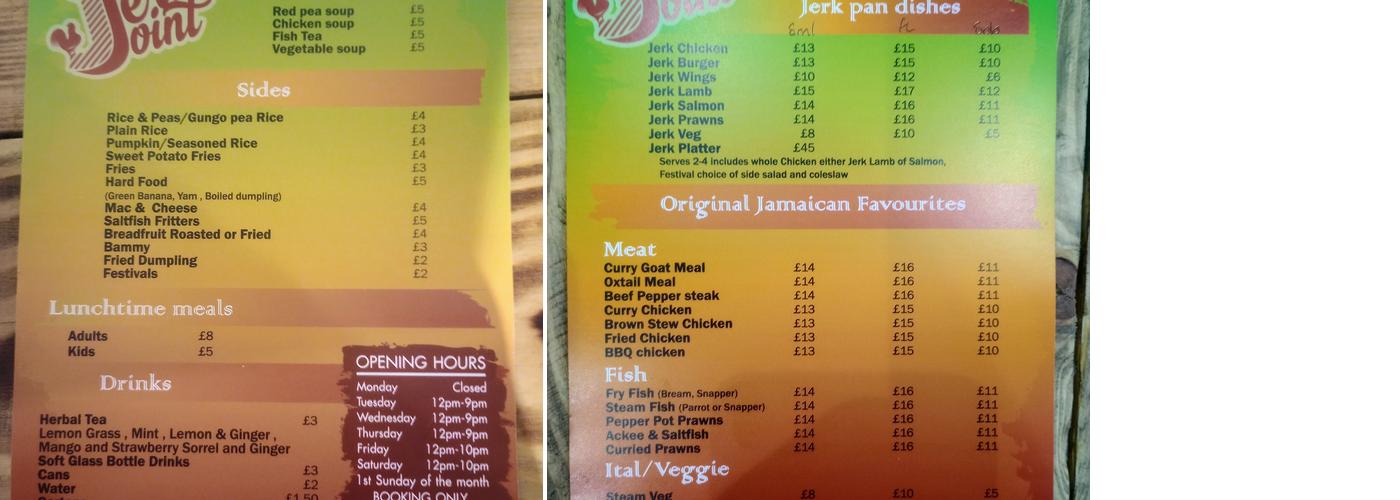 Jerk
Joint
Red pea soup £5
Chicken soup £5
Fish Tea £5
Vegetable soup £5
Sides
Rice & Peas/Gungo pea Rice £4
Plain Rice £3
Pumpkin/Seasoned Rice £4
Sweet Potato Fries £4
Fries £3
Hard Food £5
(Green Banana, Yam , Boiled dumpling)
Mac & Cheese £4
Saltfish Fritters £5
Breadfruit Roasted or Fried £4
Bammy £3
Fried Dumpling £2
Festivals £2
Lunchtime meals
Adults £8
Kids £5
Drinks
Herbal Tea £3
Lemon Grass , Mint , Lemon & Ginger ,
Mango and Strawberry Sorrel and Ginger
Soft Glass Bottle Drinks £3
Cans £2
Water £1.50
OPENING HOURS
Monday Closed
Tuesday 12pm-9pm
Wednesday 12pm-9pm
Thursday 12pm-9pm
Friday 12pm-10pm
Saturday 12pm-10pm
1st Sunday of the month
BOOKING ONLY
Joint
Jerk pan dishes
Jerk Chicken £13 £15 £10
Jerk Burger £13 £15 £10
Jerk Wings £10 £12 £6
Jerk Lamb £15 £17 £12
Jerk Salmon £14 £16 £11
Jerk Prawns £14 £16 £11
Jerk Veg £8 £10 £5
Jerk Platter £45
Serves 2-4 includes whole Chicken either Jerk Lamb of Salmon,
Festival choice of side salad and coleslaw
Original Jamaican Favourites
Meat
Curry Goat Meal £14 £16 £11
Oxtail Meal £14 £16 £11
Beef Pepper steak £14 £16 £11
Curry Chicken £13 £15 £10
Brown Stew Chicken £13 £15 £10
Fried Chicken £13 £15 £10
BBQ chicken £13 £15 £10
Fish
Fry Fish (Bream, Snapper) £14 £16 £11
Steam Fish (Parrot or Snapper) £14 £16 £11
Pepper Pot Prawns £14 £16 £11
Ackee & Saltfish £14 £16 £11
Curried Prawns £14 £16 £11
Ital/Veggie
Steam Veg £8 £10 £5